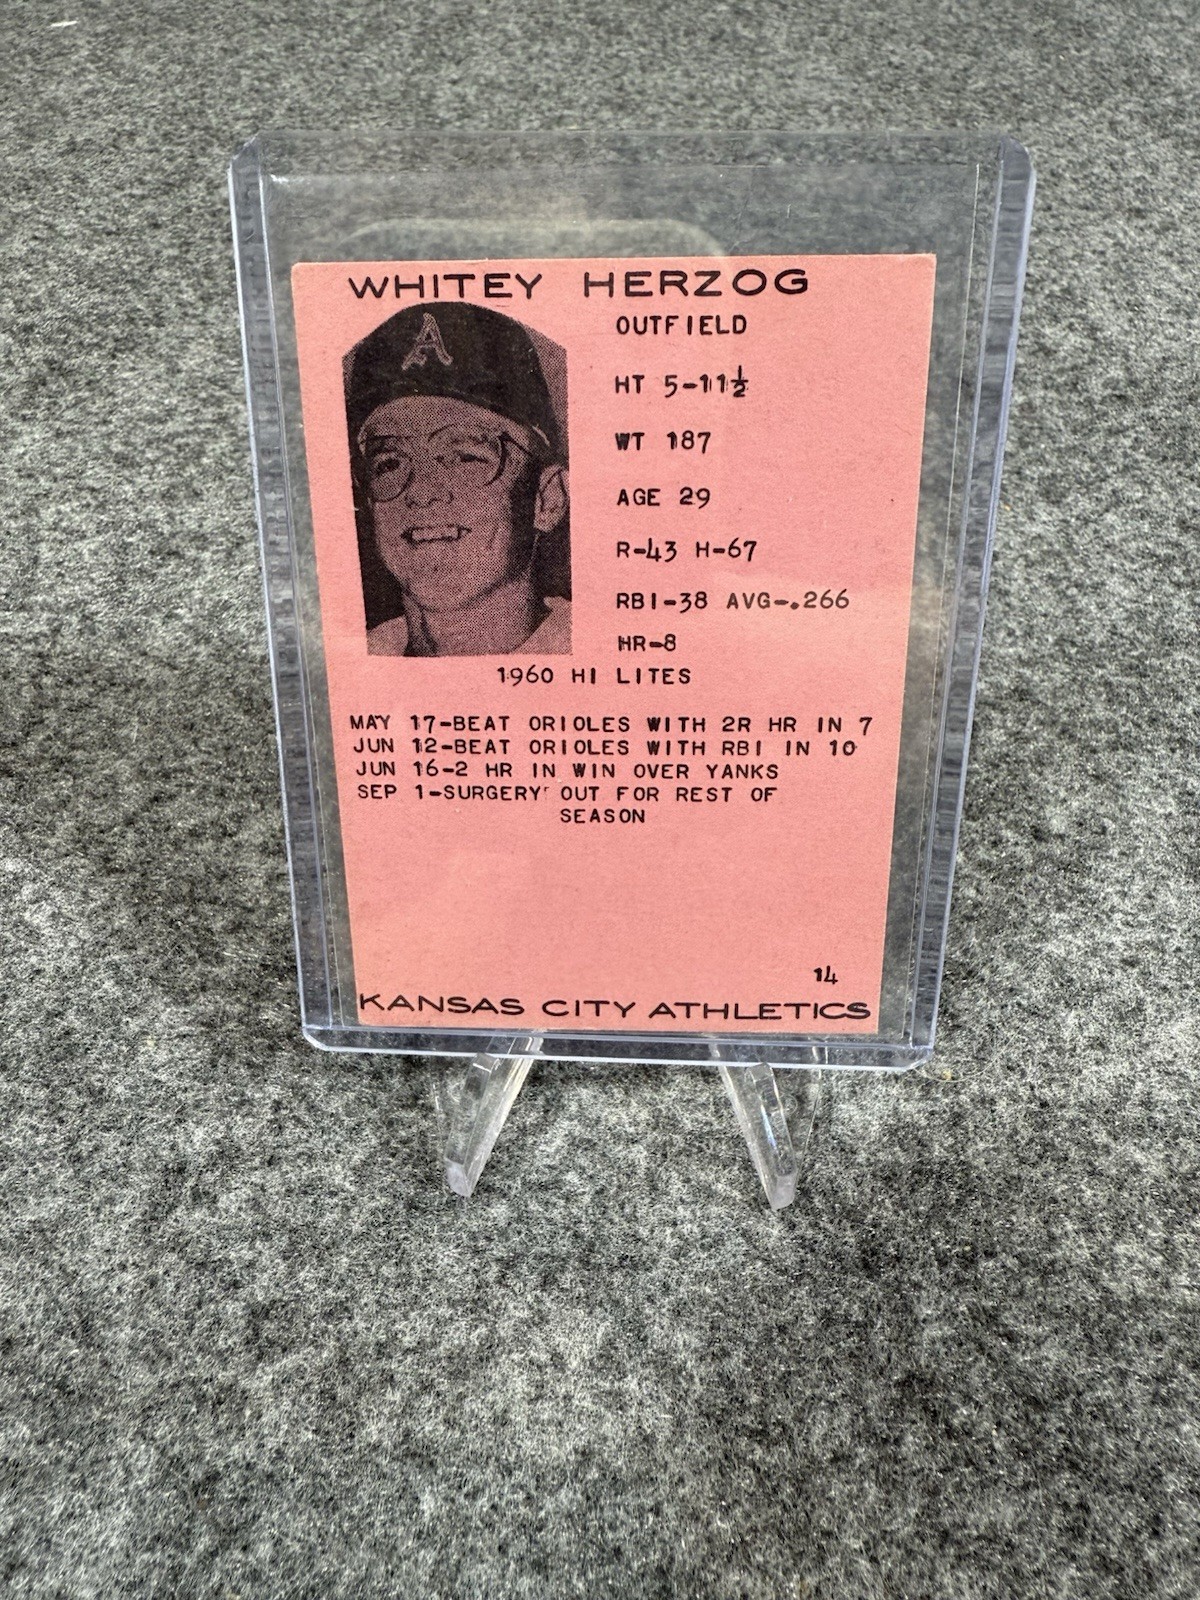 WHITEY HERZOG
A
OUTFIELD
HT 5-11½
WT 187
AGE 29
R-43 H-67
RBI-38 AVG-.266
HR-8
1960 HI LITES
MAY 17-BEAT ORIOLES WITH 2R HR IN 7
JUN 12-BEAT ORIOLES WITH RBI IN 10
JUN 16-2 HR IN WIN OVER YANKS
SEP 1-SURGERY' OUT FOR REST OF
SEASON
14
KANSAS CITY ATHLETICS